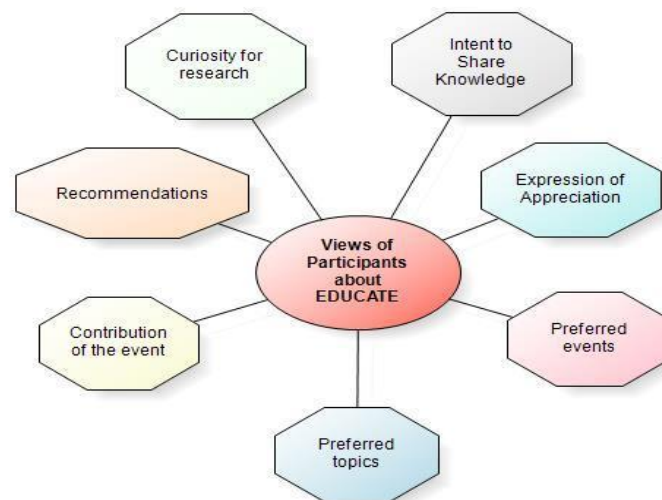 Curiosity for
research
Intent to
Share
Knowledge
Recommendations
Expression of
Appreciation
Views of
Participants
about
EDUCATE
Contribution
of the event
Preferred
events
Preferred
topics